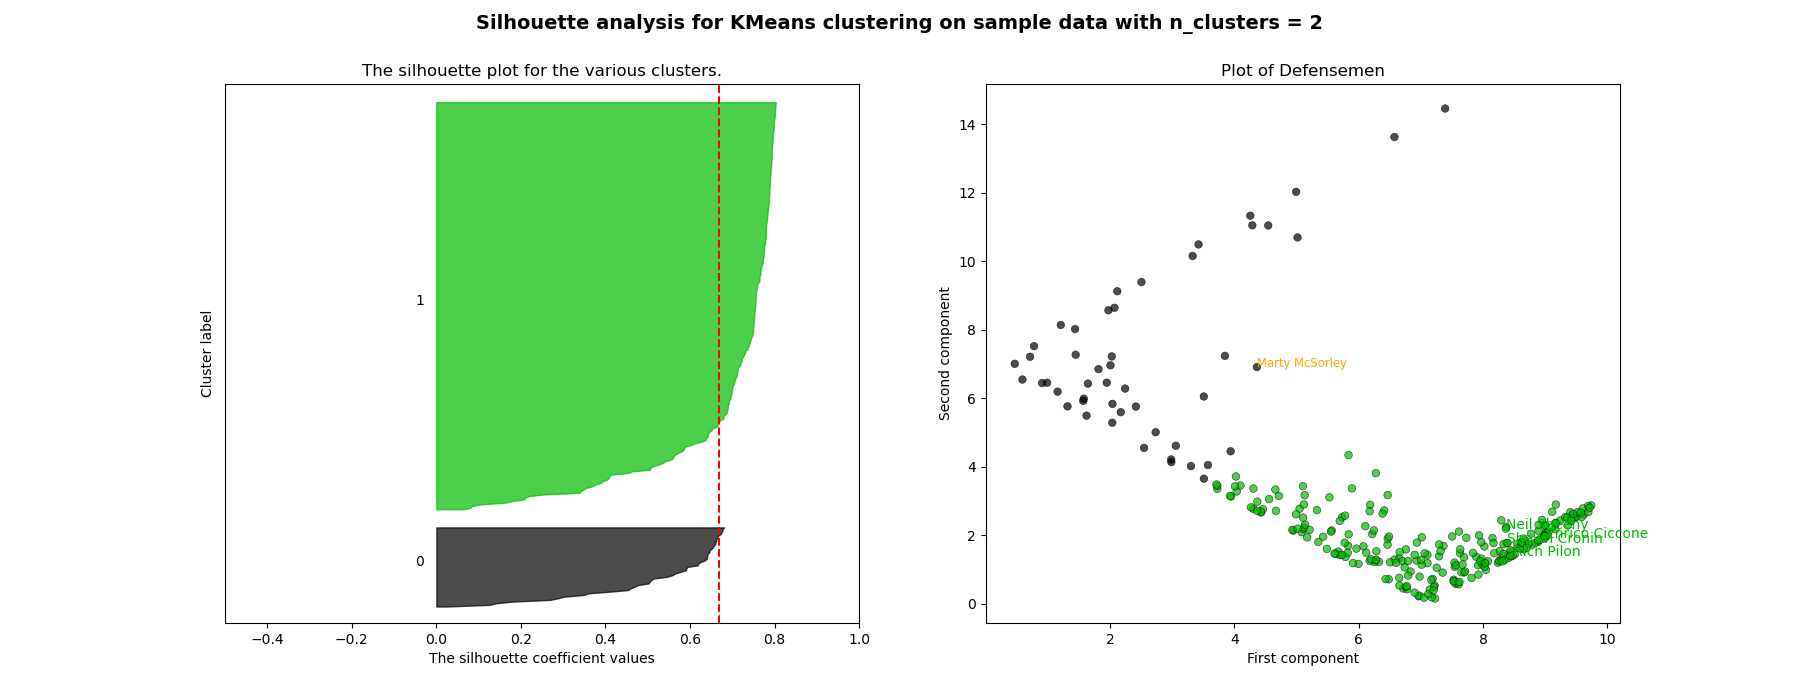 Silhouette analysis for KMeans clustering on sample data with n_clusters = 2
The silhouette plot for the various clusters.
Cluster label
1
0
−0.4 −0.2 0.0 0.2 0.4 0.6 0.8 1.0
The silhouette coefficient values
Plot of Defensemen
Second component
14
12
10
8
6
4
2
0
Marty McSorley
Neil
Enrico Ciccone
Cronin
Pilon
2 4 6 8 10
First component